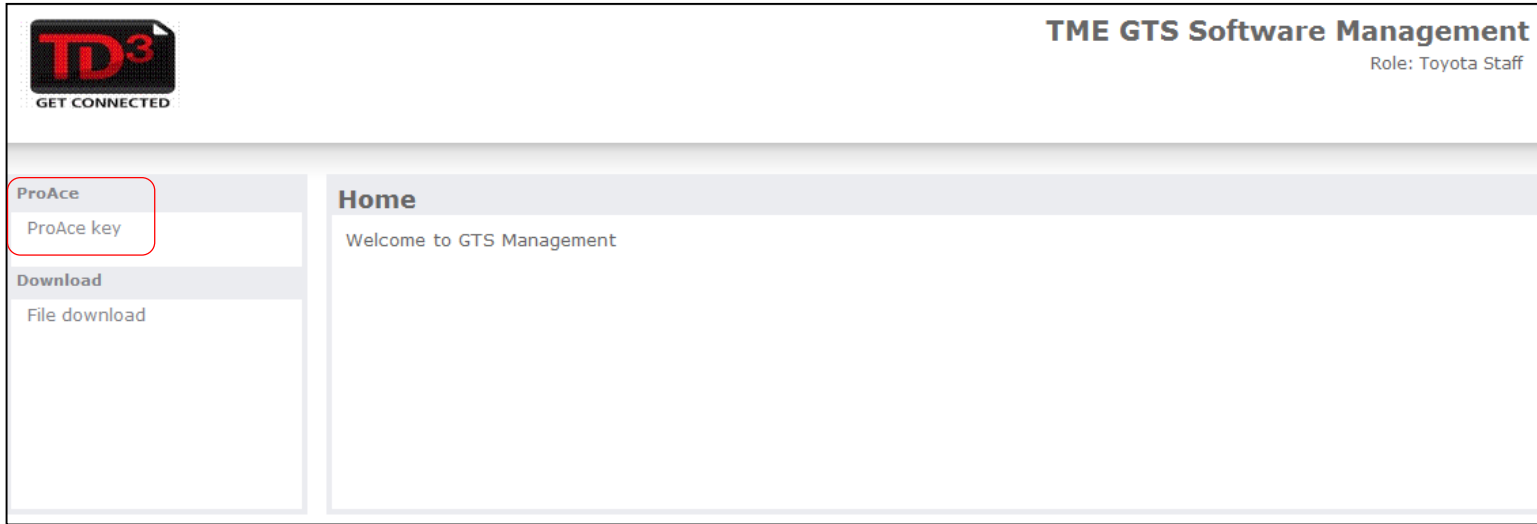 TD3
GET CONNECTED
TME GTS Software Management
Role: Toyota Staff
ProAce
ProAce key
Download
File download
Home
Welcome to GTS Management